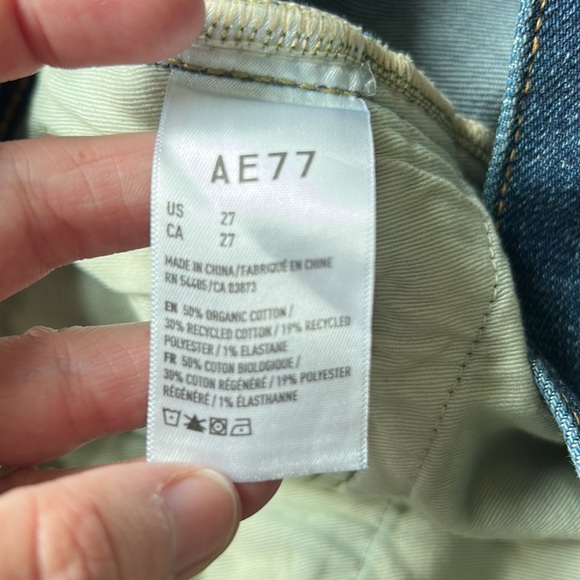 AE77
US 27
CA 27
MADE IN CHINA/FABRIQUÉ EN CHINE
RN 54485/CA 03873
EN 50% ORGANIC COTTON/
30% RECYCLED COTTON/19% RECYCLED
POLYESTER/1% ELASTANE
FR 50% COTON BIOLOGIQUE/
30% COTON RÉGÉNÉRÉ/19% POLYESTER
RÉGÉNÉRÉ/1% ÉLASTHANNE